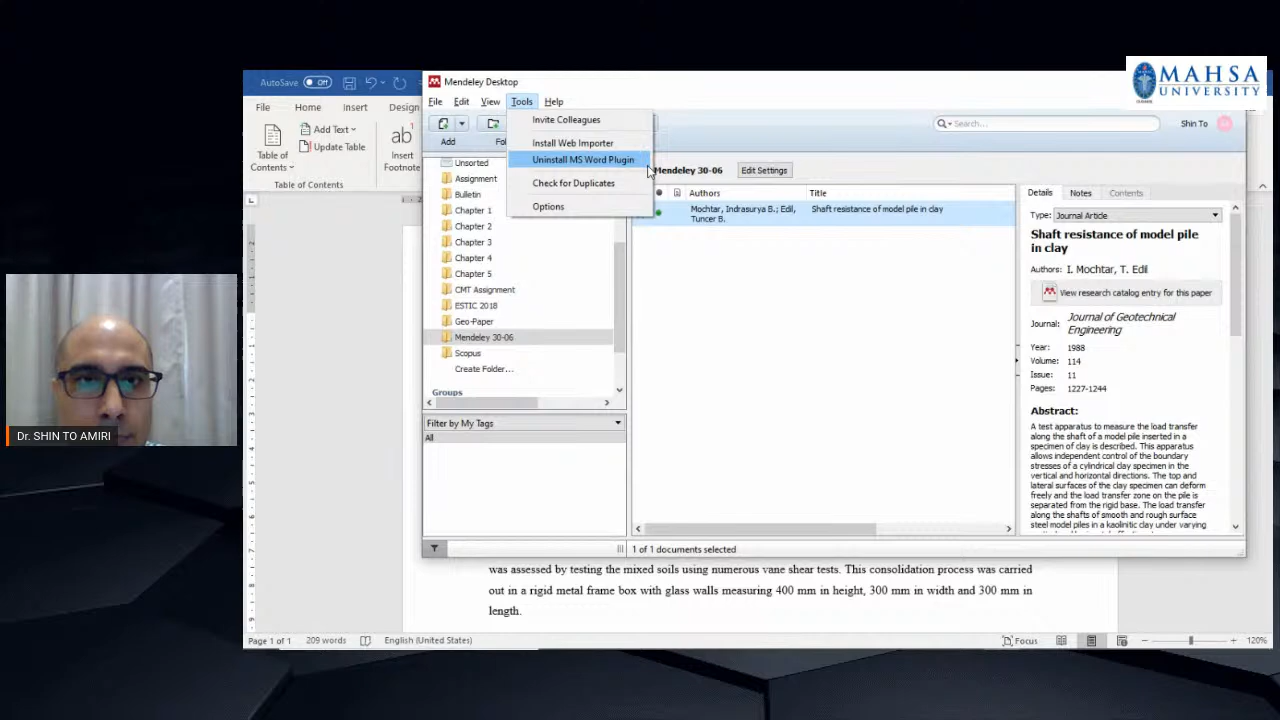 MAHSA
UNIVERSITY
AutoSave Off
Mendeley Desktop
File Home Insert Design
File Edit View Tools Help
Table of
Contents
Add Text
Update Table
ab
Insert
Footnote
Table of Contents
Add
Search...
Shin To
Invite Colleagues
Install Web Importer
Uninstall MS Word Plugin
Check for Duplicates
Options
Unsorted
Assignment
Bulletin
Chapter 1
Chapter 2
Chapter 3
Chapter 4
Chapter 5
CMT Assignment
ESTIC 2018
Geo-Paper
Mendeley 30-06
Scopus
Create Folder...
Groups
Filter by My Tags
All
Mendeley 30-06 Edit Settings
Authors Title
Mochtar, Indrasurya B.; Edil, Tuncer B. Shaft resistance of model pile in clay
Details Notes Contents
Type: Journal Article
Shaft resistance of model pile
in clay
Authors: I. Mochtar, T. Edil
View research catalog entry for this paper
Journal: Journal of Geotechnical
Engineering
Year: 1988
Volume: 114
Issue: 11
Pages: 1227-1244
Abstract:
A test apparatus to measure the load transfer
along the shaft of a model pile inserted in a
specimen of clay is described. This apparatus
allows independent control of the boundary
stresses of a cylindrical clay specimen in the
vertical and horizontal directions. The top and
lateral surfaces of the clay specimen can deform
freely and the load transfer zone on the pile is
separated from the rigid base. The load transfer
along the shafts of smooth and rough surface
steel model piles in a kaolinitic clay under varying
1 of 1 documents selected
was assessed by testing the mixed soils using numerous vane shear tests. This consolidation process was carried
out in a rigid metal frame box with glass walls measuring 400 mm in height, 300 mm in width and 300 mm in
length.
Page 1 of 1 209 words English (United States) Focus 120%
Dr. SHIN TO AMIRI